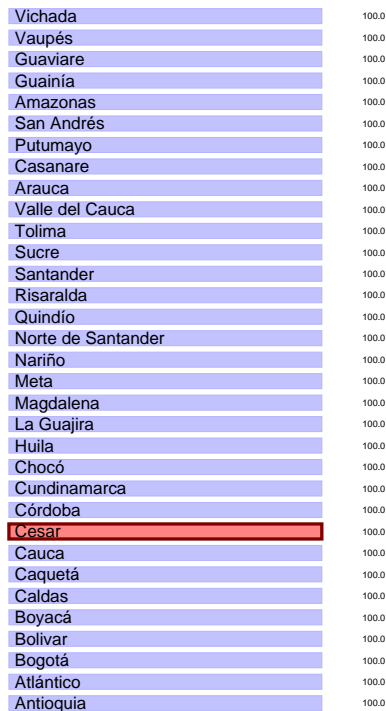 Vichada 100.0
Vaupés 100.0
Guaviare 100.0
Guainía 100.0
Amazonas 100.0
San Andrés 100.0
Putumayo 100.0
Casanare 100.0
Arauca 100.0
Valle del Cauca 100.0
Tolima 100.0
Sucre 100.0
Santander 100.0
Risaralda 100.0
Quindío 100.0
Norte de Santander 100.0
Nariño 100.0
Meta 100.0
Magdalena 100.0
La Guajira 100.0
Huila 100.0
Chocó 100.0
Cundinamarca 100.0
Córdoba 100.0
Cesar 100.0
Cauca 100.0
Caquetá 100.0
Caldas 100.0
Boyacá 100.0
Bolivar 100.0
Bogotá 100.0
Atlántico 100.0
Antioquia 100.0